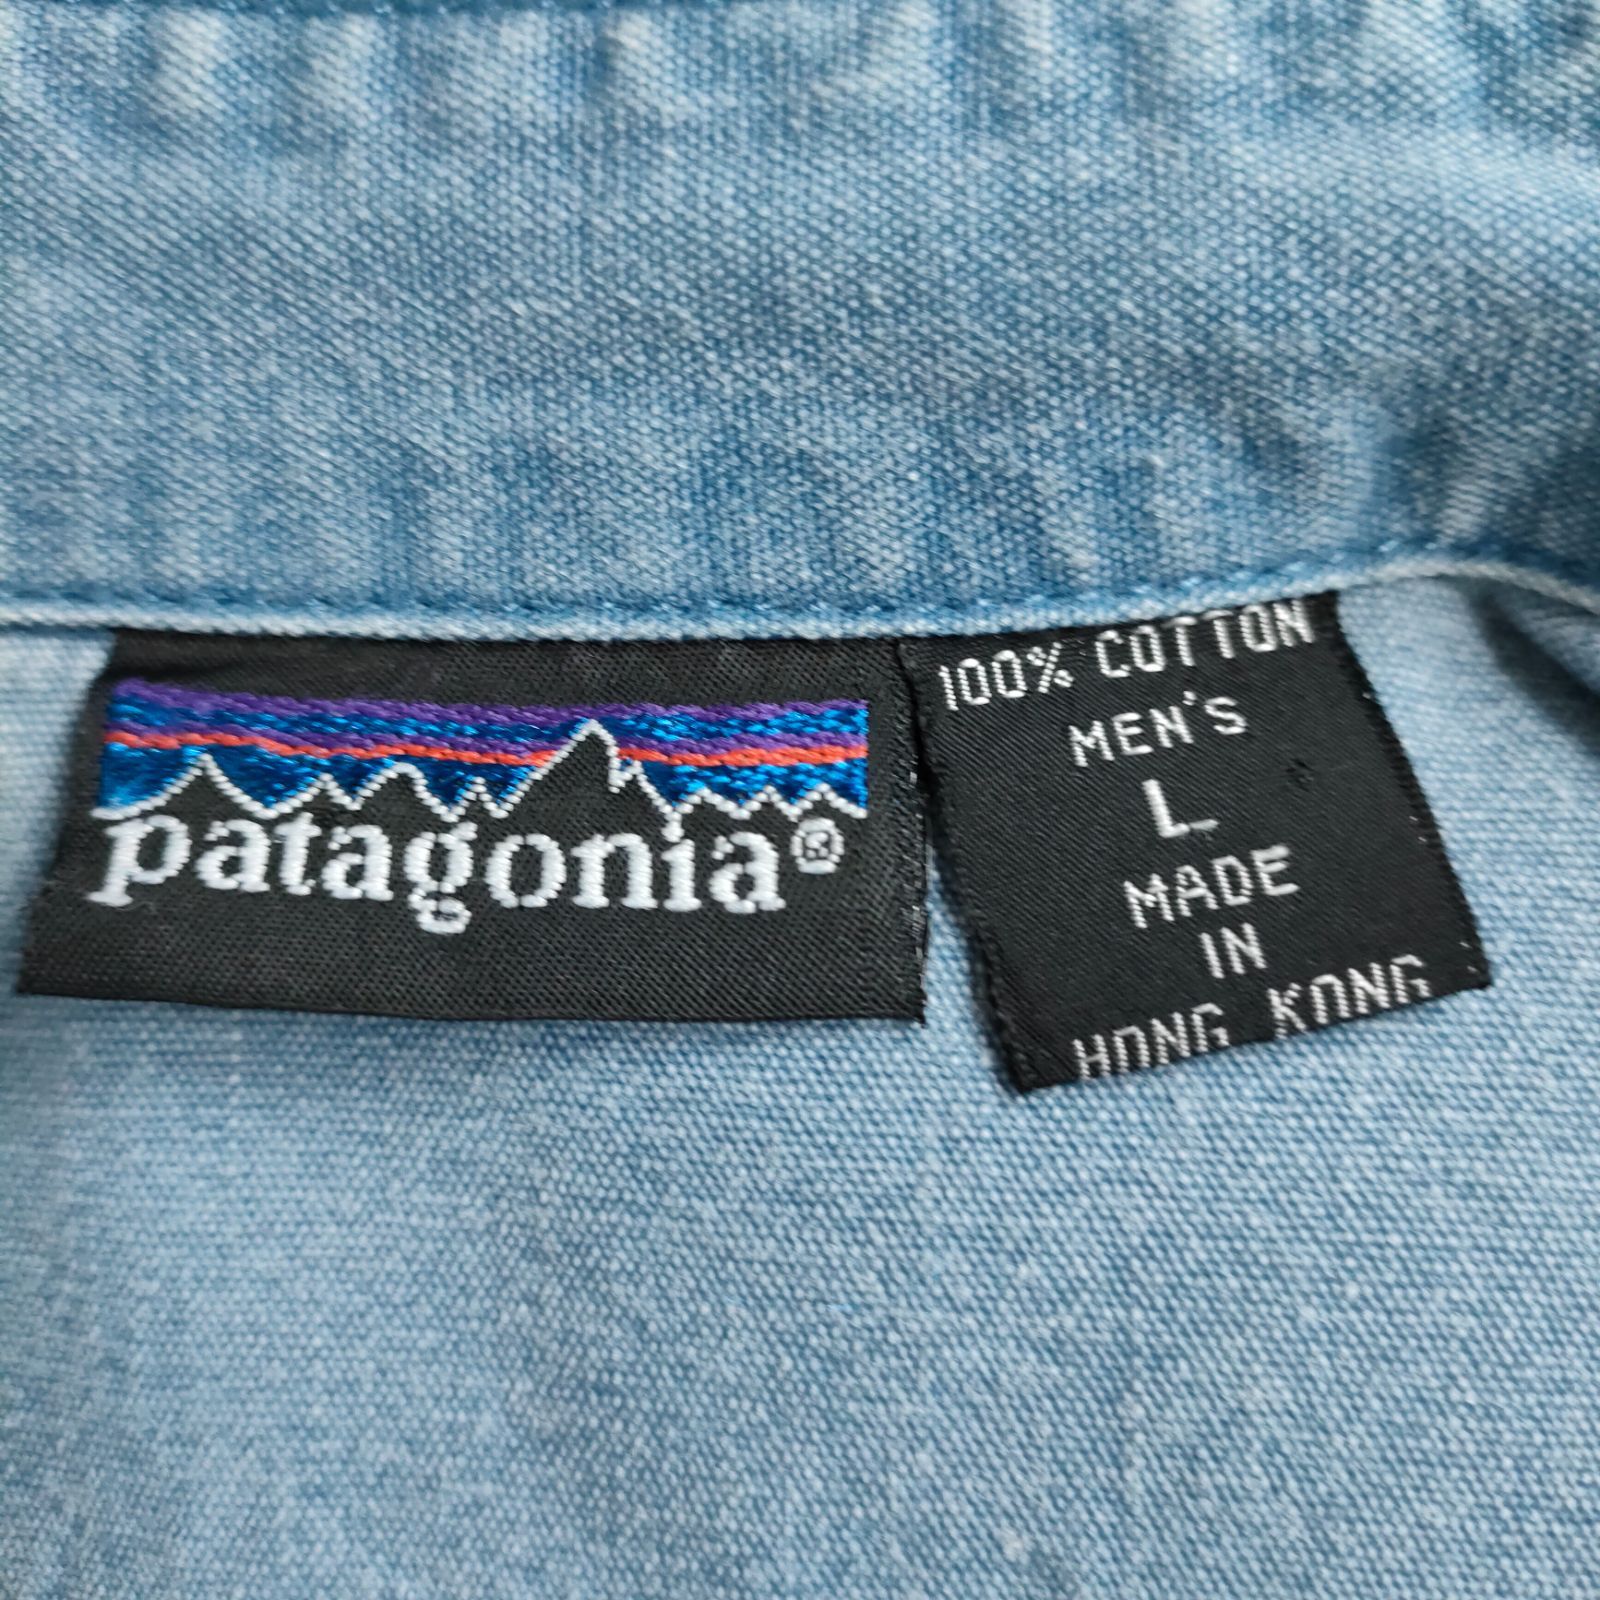 patagonia®
100% COTTON
MEN'S
L
MADE
IN
HONG KONG